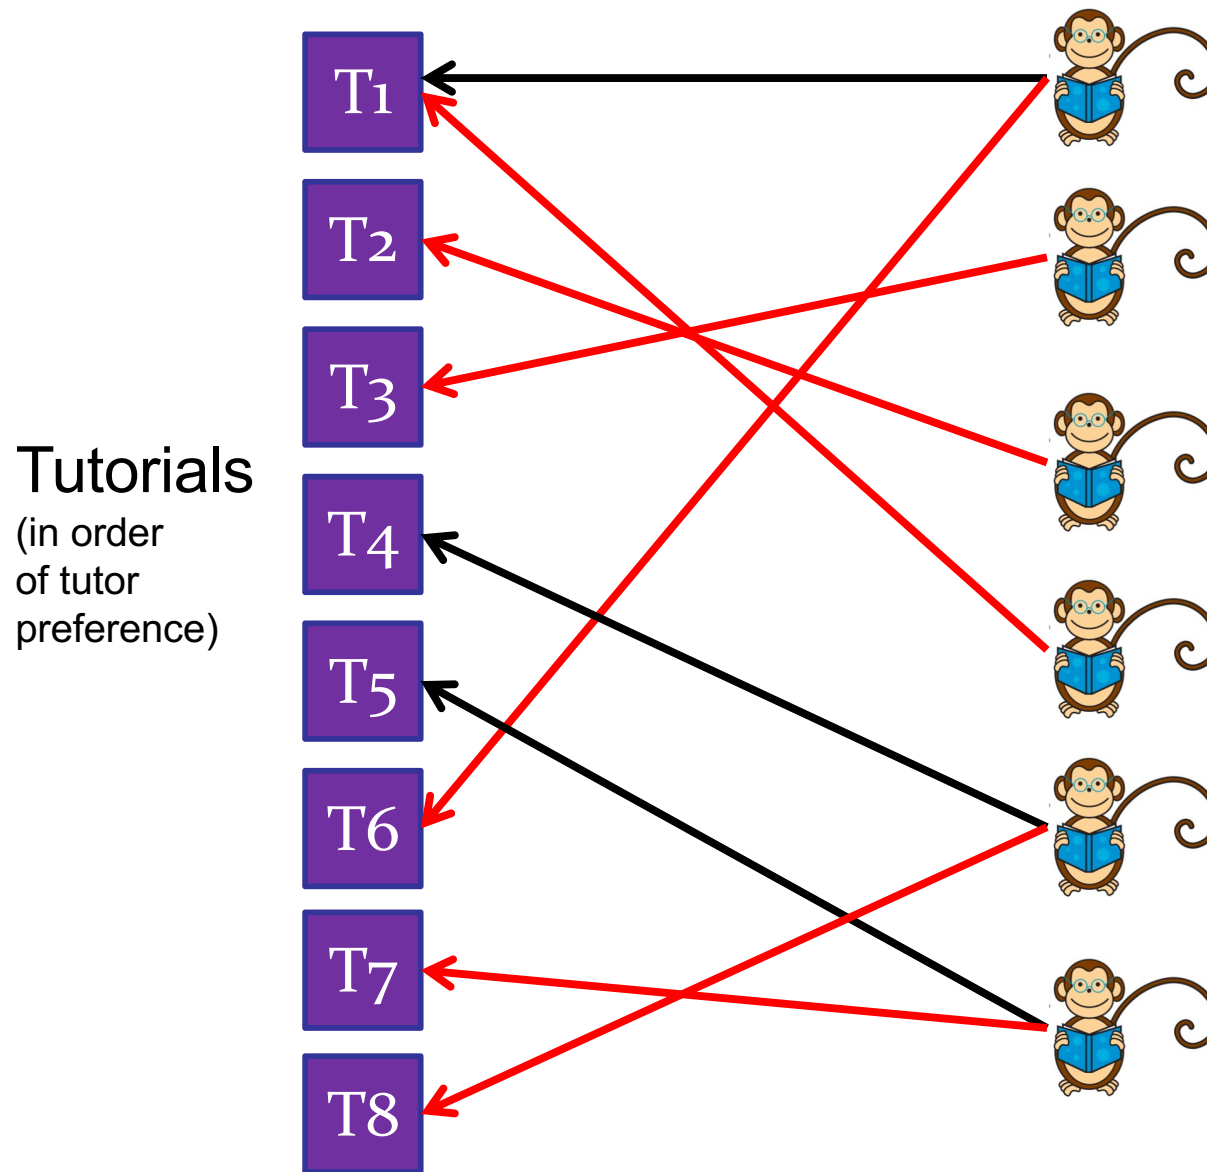 T1
T2
T3
Tutorials
(in order
of tutor
preference)
T4
T5
T6
T7
T8